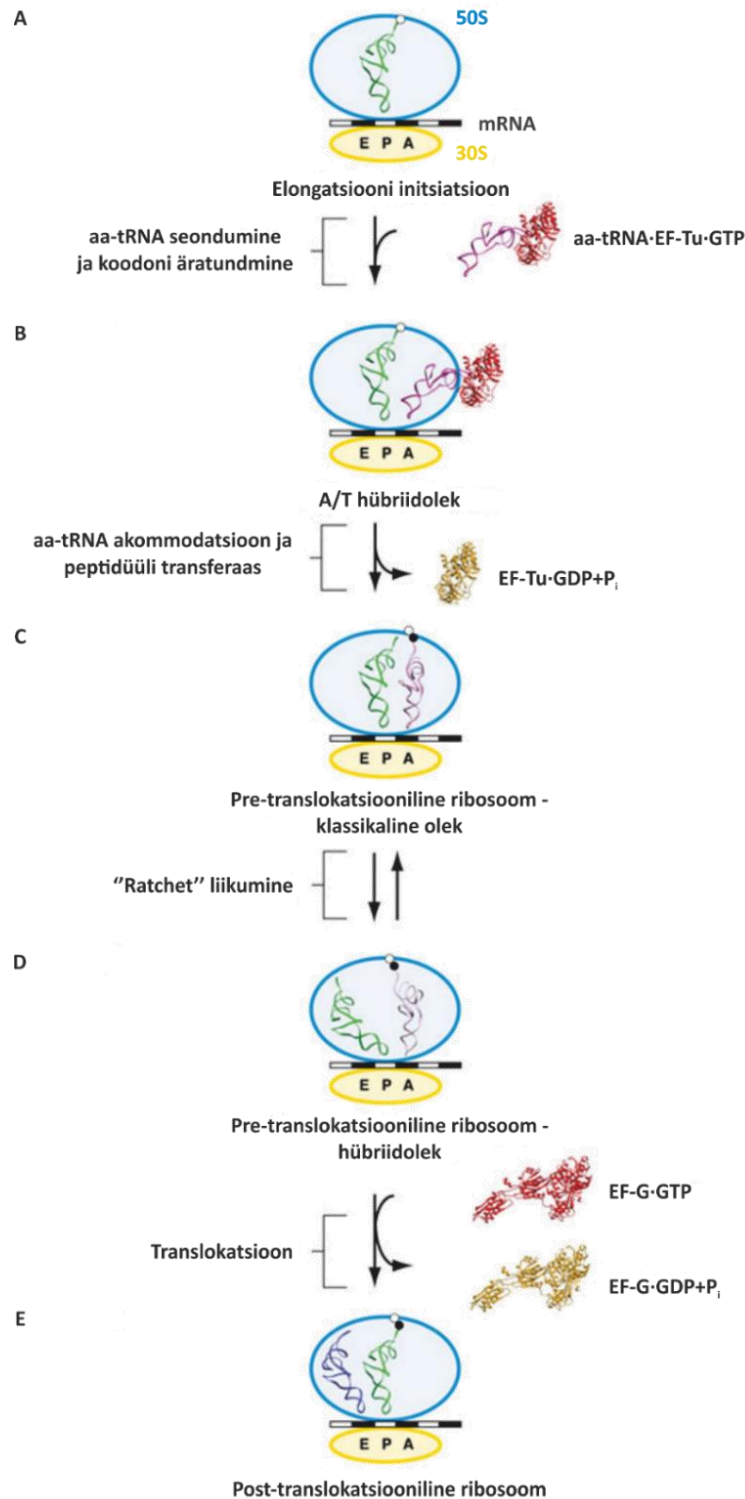 A
50S
mRNA
E P A
30S
Elongatsiooni initsiatsioon
aa-tRNA seondumine
ja koodoni äratundmine
aa-tRNA·EF-Tu·GTP
B
E P A
A/T hübriidolek
aa-tRNA akommodatsioon ja
peptidüüli transferaas
EF-Tu·GDP+Pi
C
E P A
Pre-translokatsiooniline ribosoom -
klassikaline olek
‘‘Ratchet’’ liikumine
D
E P A
Pre-translokatsiooniline ribosoom -
hübriidolek
EF-G·GTP
Translokatsioon
EF-G·GDP+Pi
E
E P A
Post-translokatsiooniline ribosoom